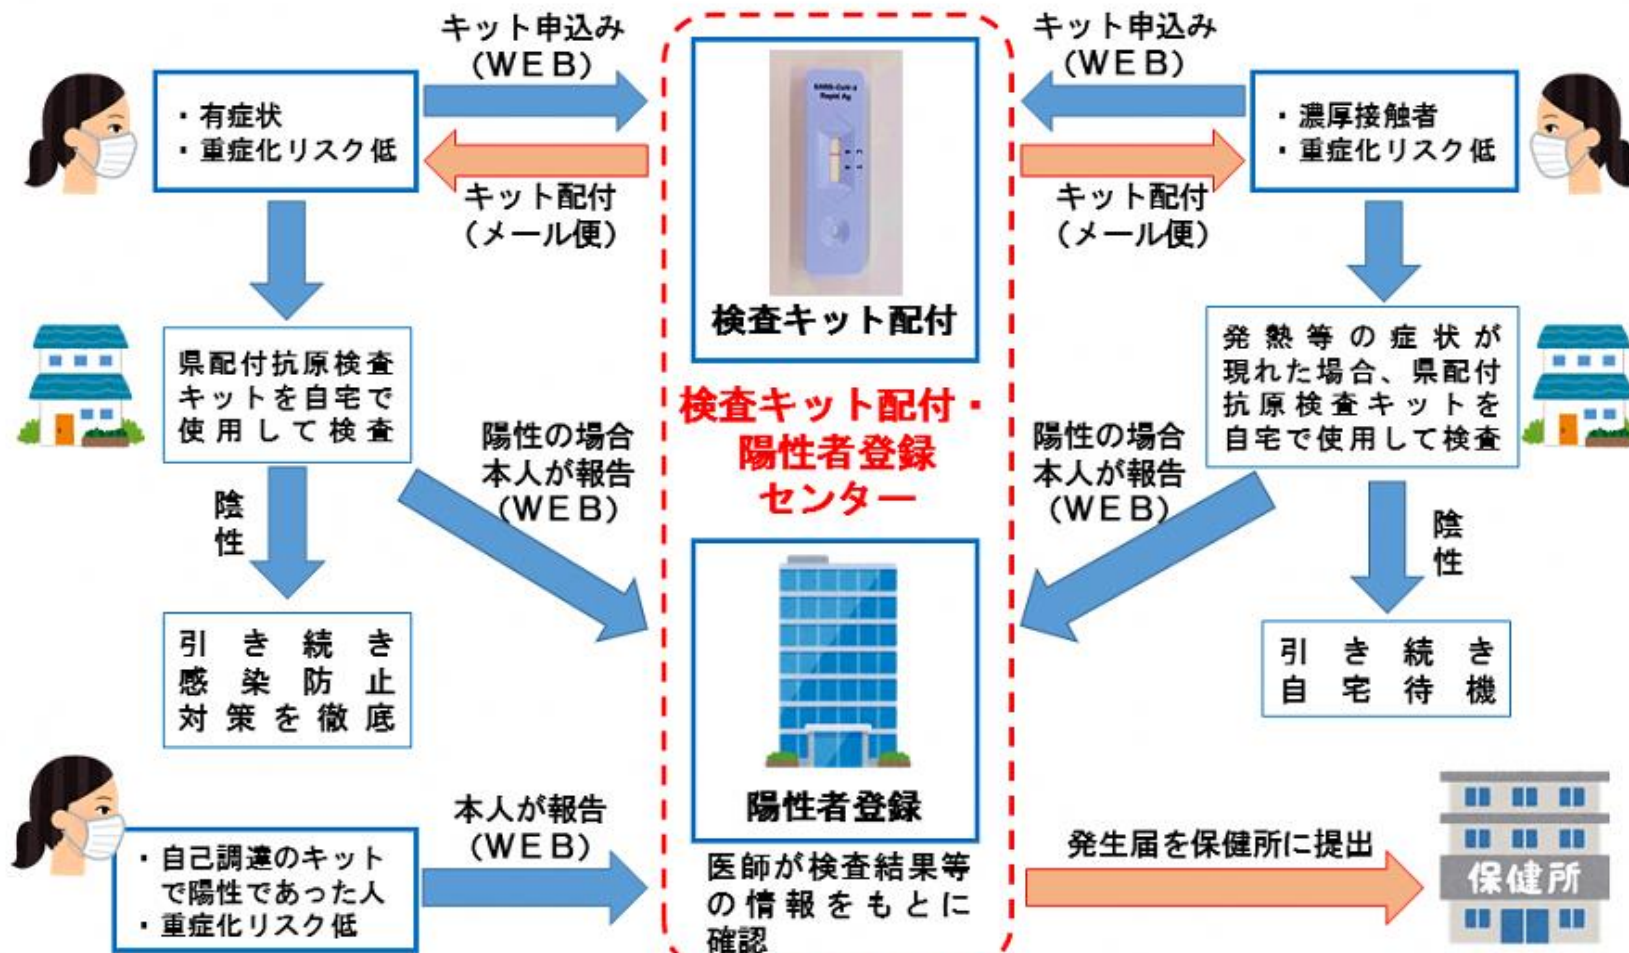 キット申込み
（ＷＥＢ）
・有症状
・重症化リスク低
キット配付
（メール便）
県配付抗原検査
キットを自宅で
使用して検査
陰
性
引き続き
感染防止
対策を徹底
陽性の場合
本人が報告
（ＷＥＢ）
SARS-CoV-2
Rapid Ag
検査キット配付
検査キット配付・
陽性者登録
センター
陽性者登録
医師が検査結果等
の情報をもとに
確認
キット申込み
（ＷＥＢ）
・濃厚接触者
・重症化リスク低
キット配付
（メール便）
発熱等の症状が
現れた場合、県配付
抗原検査キットを
自宅で使用して検査
陽性の場合
本人が報告
（ＷＥＢ）
陰
性
引き続き
自宅待機
・自己調達のキット
で陽性であった人
・重症化リスク低
本人が報告
（ＷＥＢ）
発生届を保健所に提出
保健所